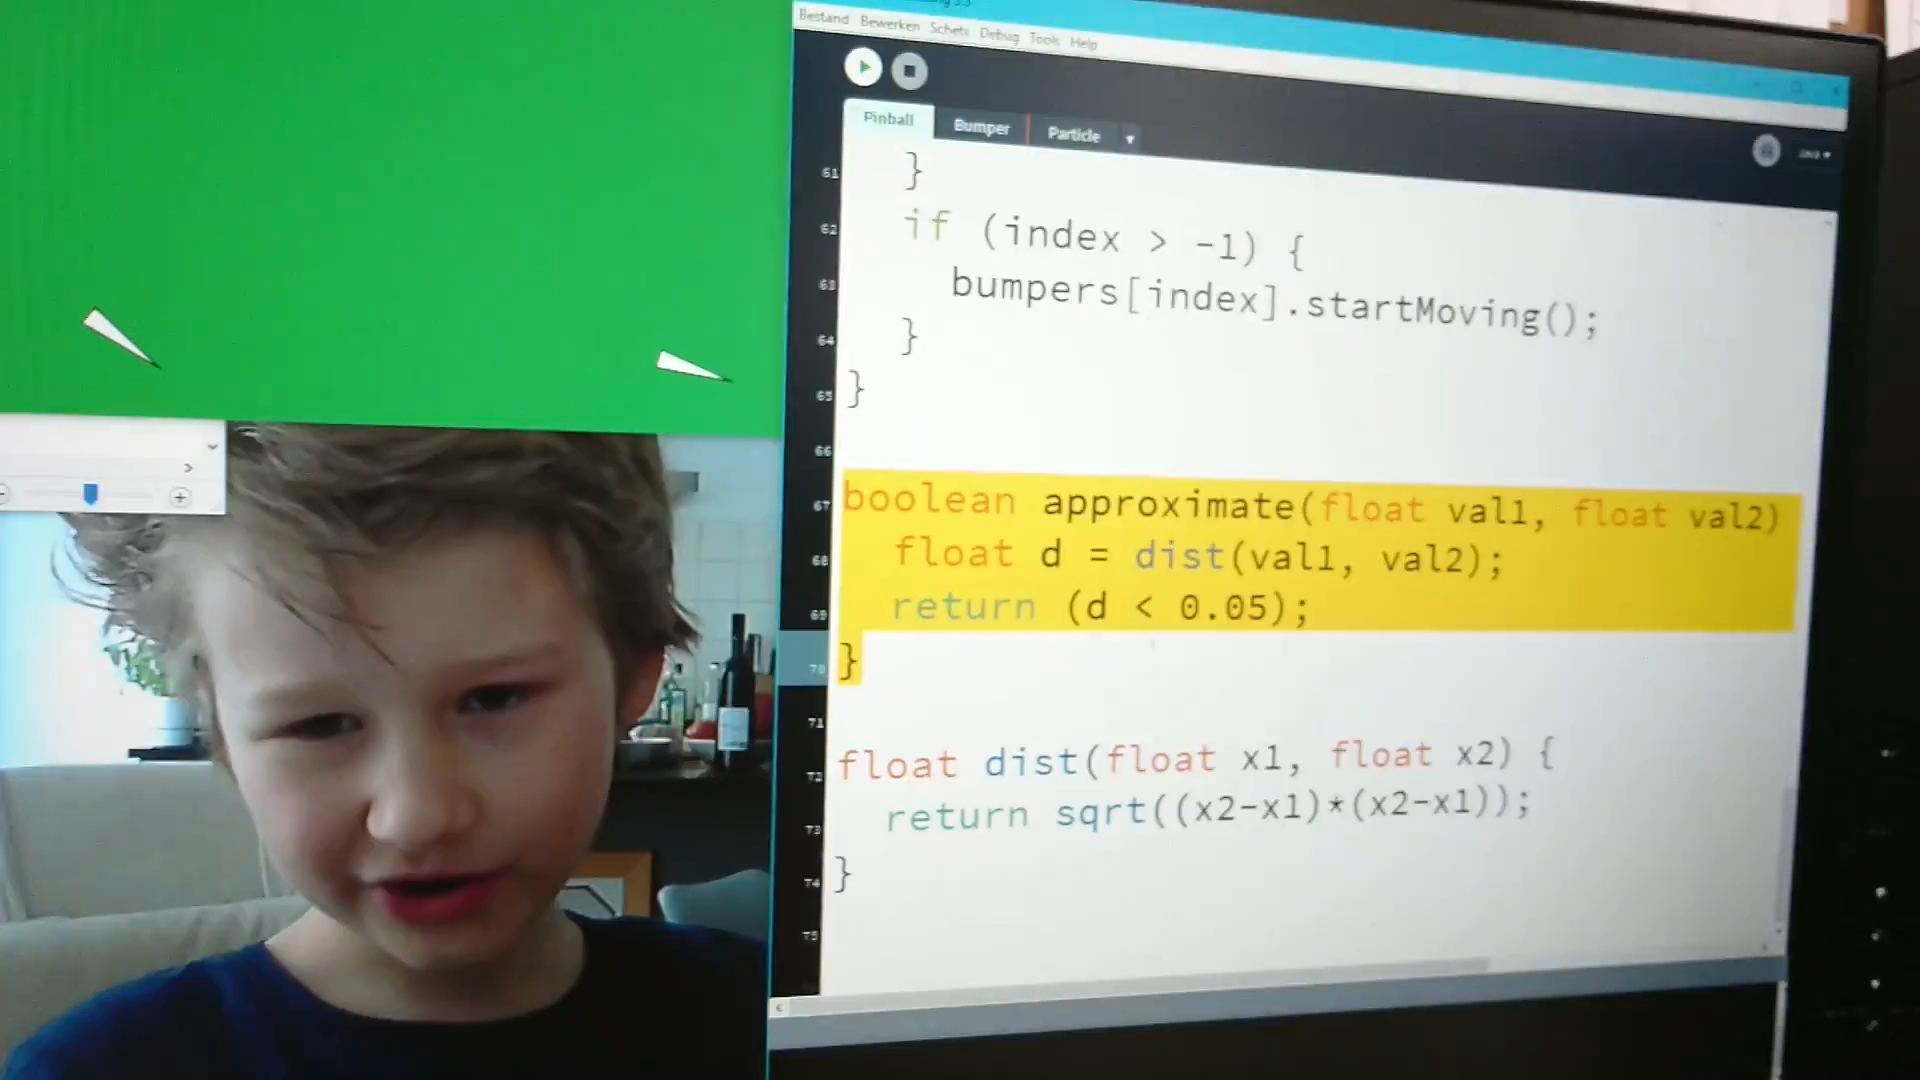 Bestand Bewerken Schets Debug Tools Help
Pinball Bumper Particle
Java
61 }
62 if (index > -1) {
63 bumpers[index].startMoving();
64 }
65 }
66
67 boolean approximate(float val1, float val2)
68 float d = dist(val1, val2);
69 return (d < 0.05);
70 }
71
72 float dist(float x1, float x2) {
73 return sqrt((x2-x1)*(x2-x1));
74 }
75